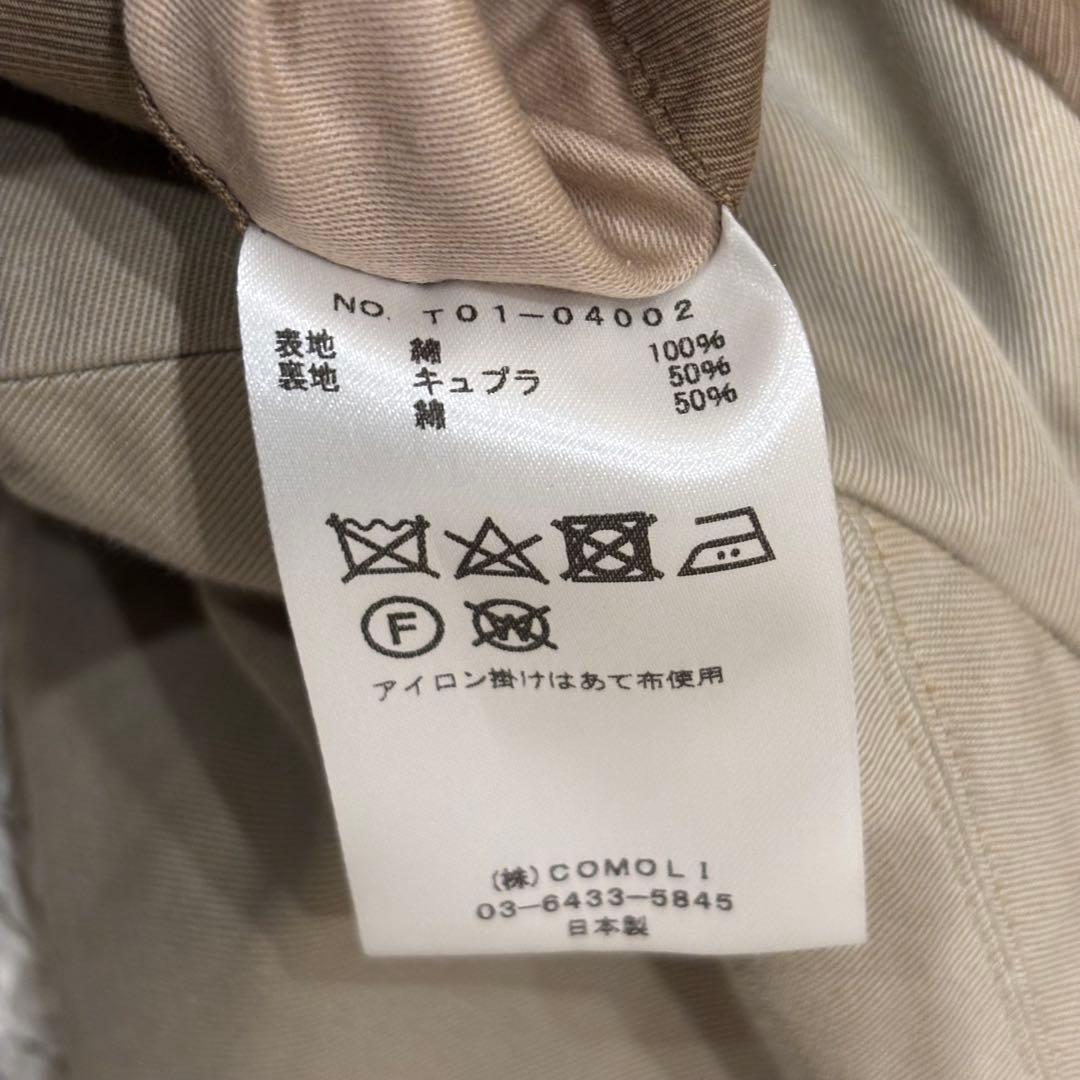 NO. T01-04002
表地 綿 100%
裏地 キュプラ 50%
綿 50%
F
W
アイロン掛けはあて布使用
(株)COMOLI
03-6433-5845
日本製